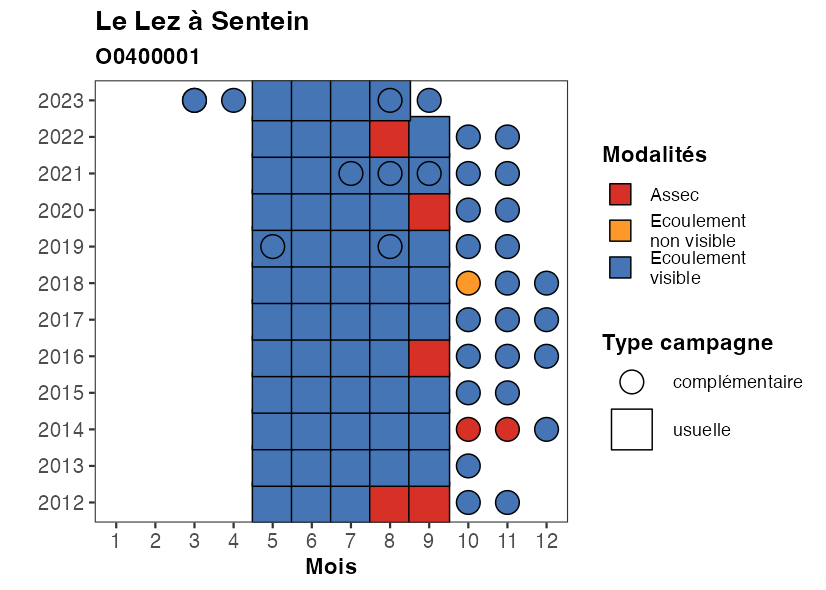 Le Lez à Sentein
O0400001
2023
2022
2021
2020
2019
2018
2017
2016
2015
2014
2013
2012
1 2 3 4 5 6 7 8 9 10 11 12
Mois
Modalités
Assec
Ecoulement
non visible
Ecoulement
visible
Type campagne
complémentaire
usuelle